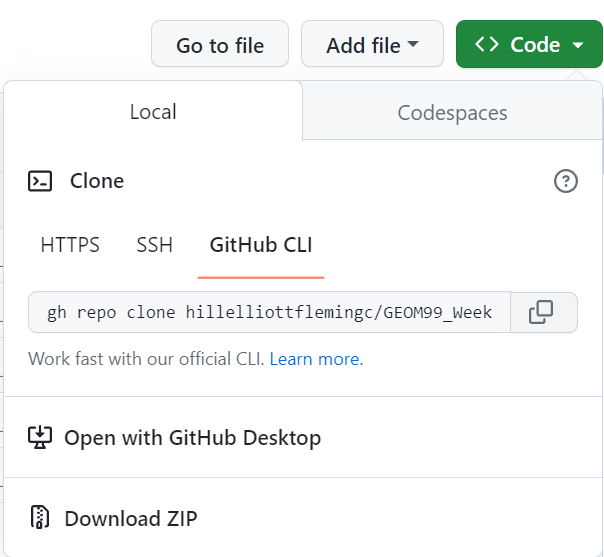 Go to file
Add file
Code
Local
Codespaces
Clone
HTTPS
SSH
GitHub CLI
gh repo clone hillelliottflemingc/GEOM99_Week
Work fast with our official CLI. Learn more.
Open with GitHub Desktop
Download ZIP